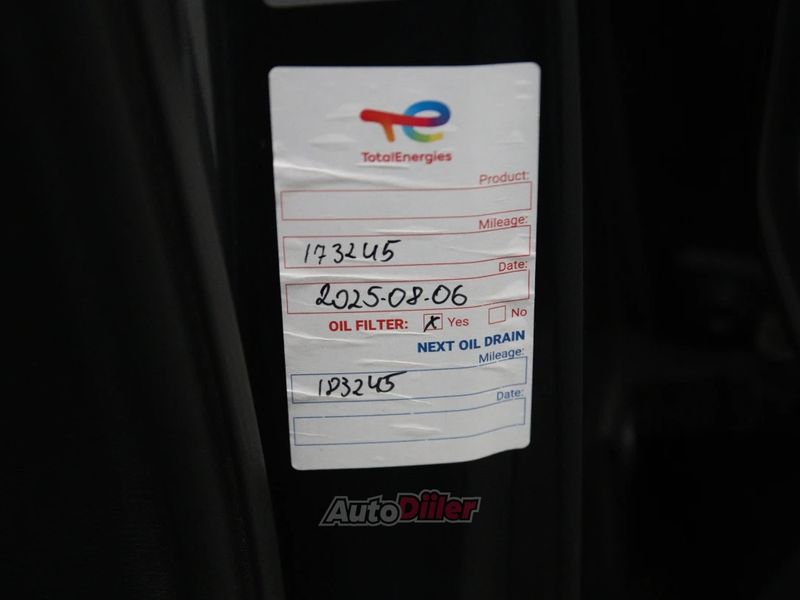 TotalEnergies
Product:
Mileage:
173245
Date:
2025-08-06
OIL FILTER: X Yes No
NEXT OIL DRAIN
Mileage:
183245
Date:
AutoDiiler